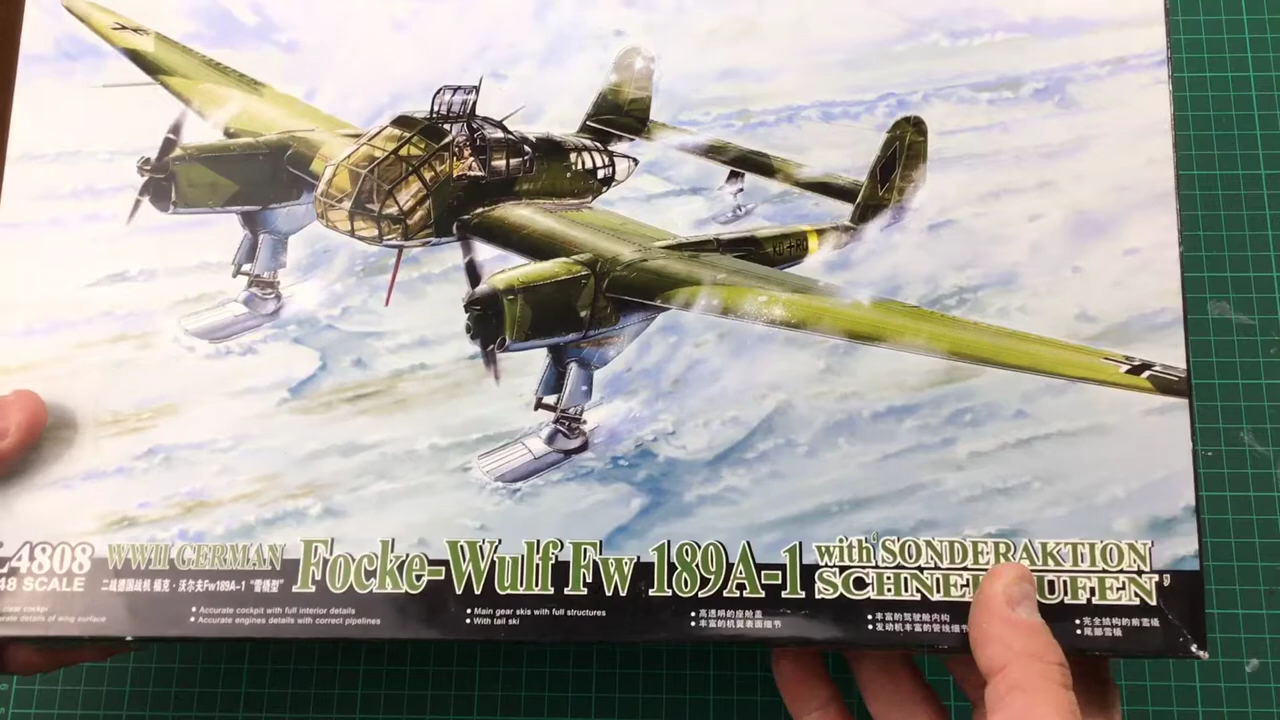 L4808 WWII GERMAN Focke-Wulf Fw 189A-1 with 'SONDERAKTION
48 SCALE 二战德国战机 福克·沃尔夫Fw189A-1 "雪橇型"
• Accurate cockpit with full interior details
• Accurate engines details with correct pipelines
• Main gear skis with full structures
• With tail ski
• 高透明的座舱盖
• 丰富的机翼表面细节
• 丰富的驾驶舱内构
• 发动机丰富的管线细节
• 完全结构的前雪橇
• 尾部雪橇
details of wing surface